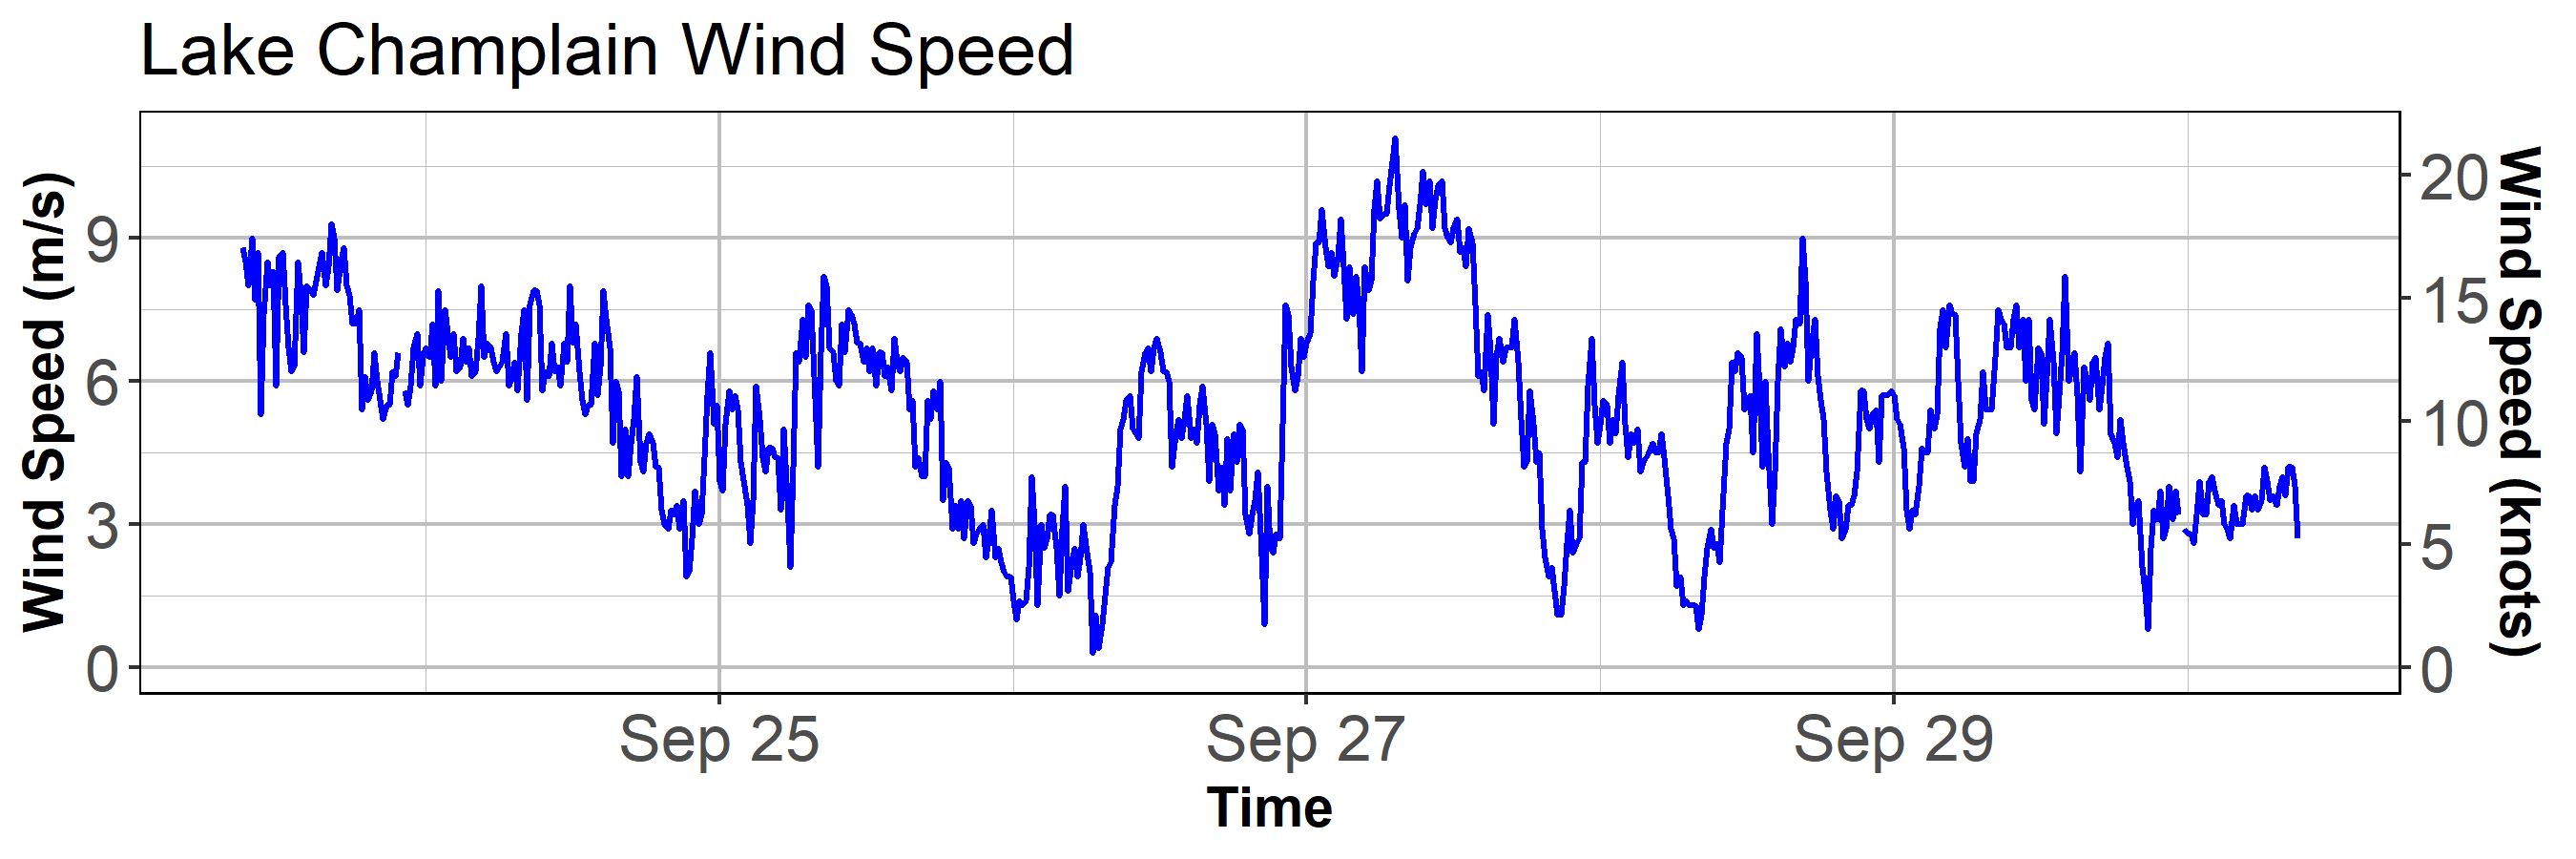 Lake Champlain Wind Speed
Wind Speed (m/s)
9
6
3
0
20
15
10
5
0
Wind Speed (knots)
Sep 25
Sep 27
Sep 29
Time